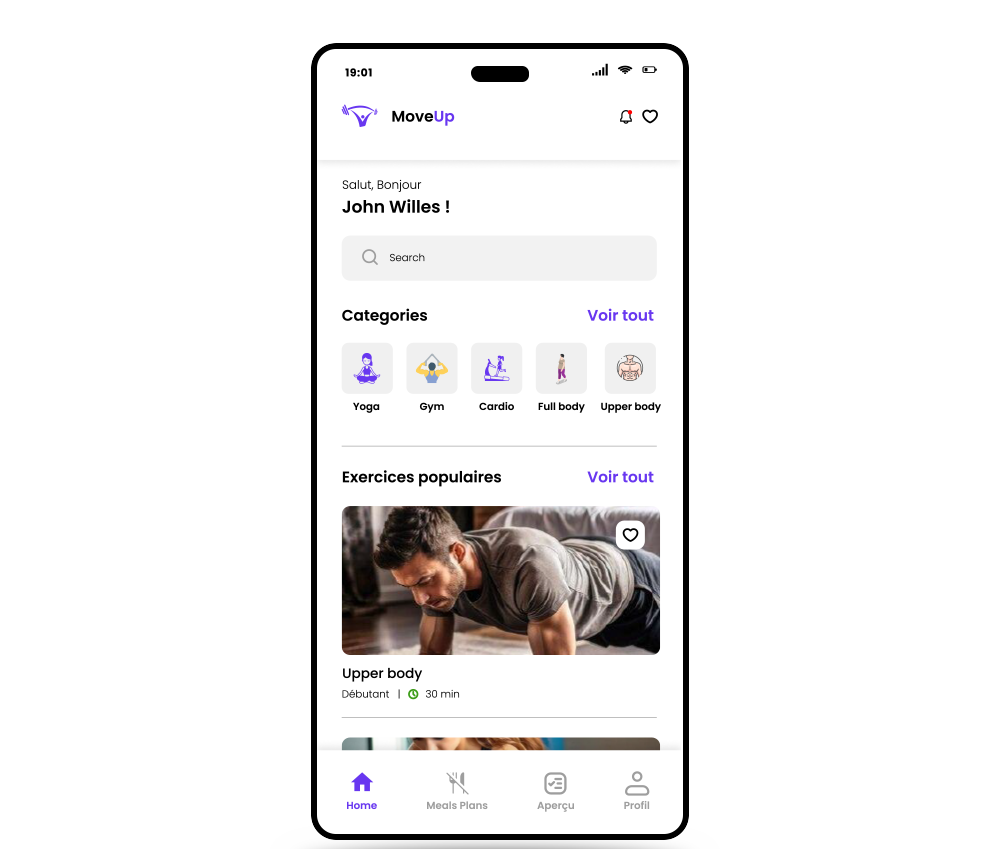 19:01
MoveUp
Salut, Bonjour
John Willes !
Search
Categories Voir tout
Yoga Gym Cardio Full body Upper body
Exercices populaires Voir tout
Upper body
Débutant | 30 min
Home Meals Plans Aperçu Profil